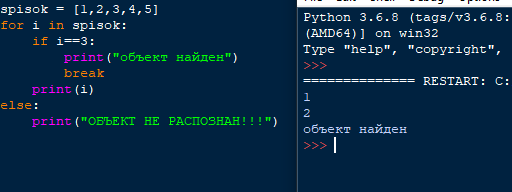 spisok = [1,2,3,4,5]
for i in spisok:
    if i==3:
        print("объект найден")
        break
    print(i)
else:
    print("ОБЪЕКТ НЕ РАСПОЗНАН!!!")
Python 3.6.8 (tags/v3.6.8:
(AMD64)] on win32
Type "help", "copyright",
>>>
============== RESTART: C:
1
2
объект найден
>>>